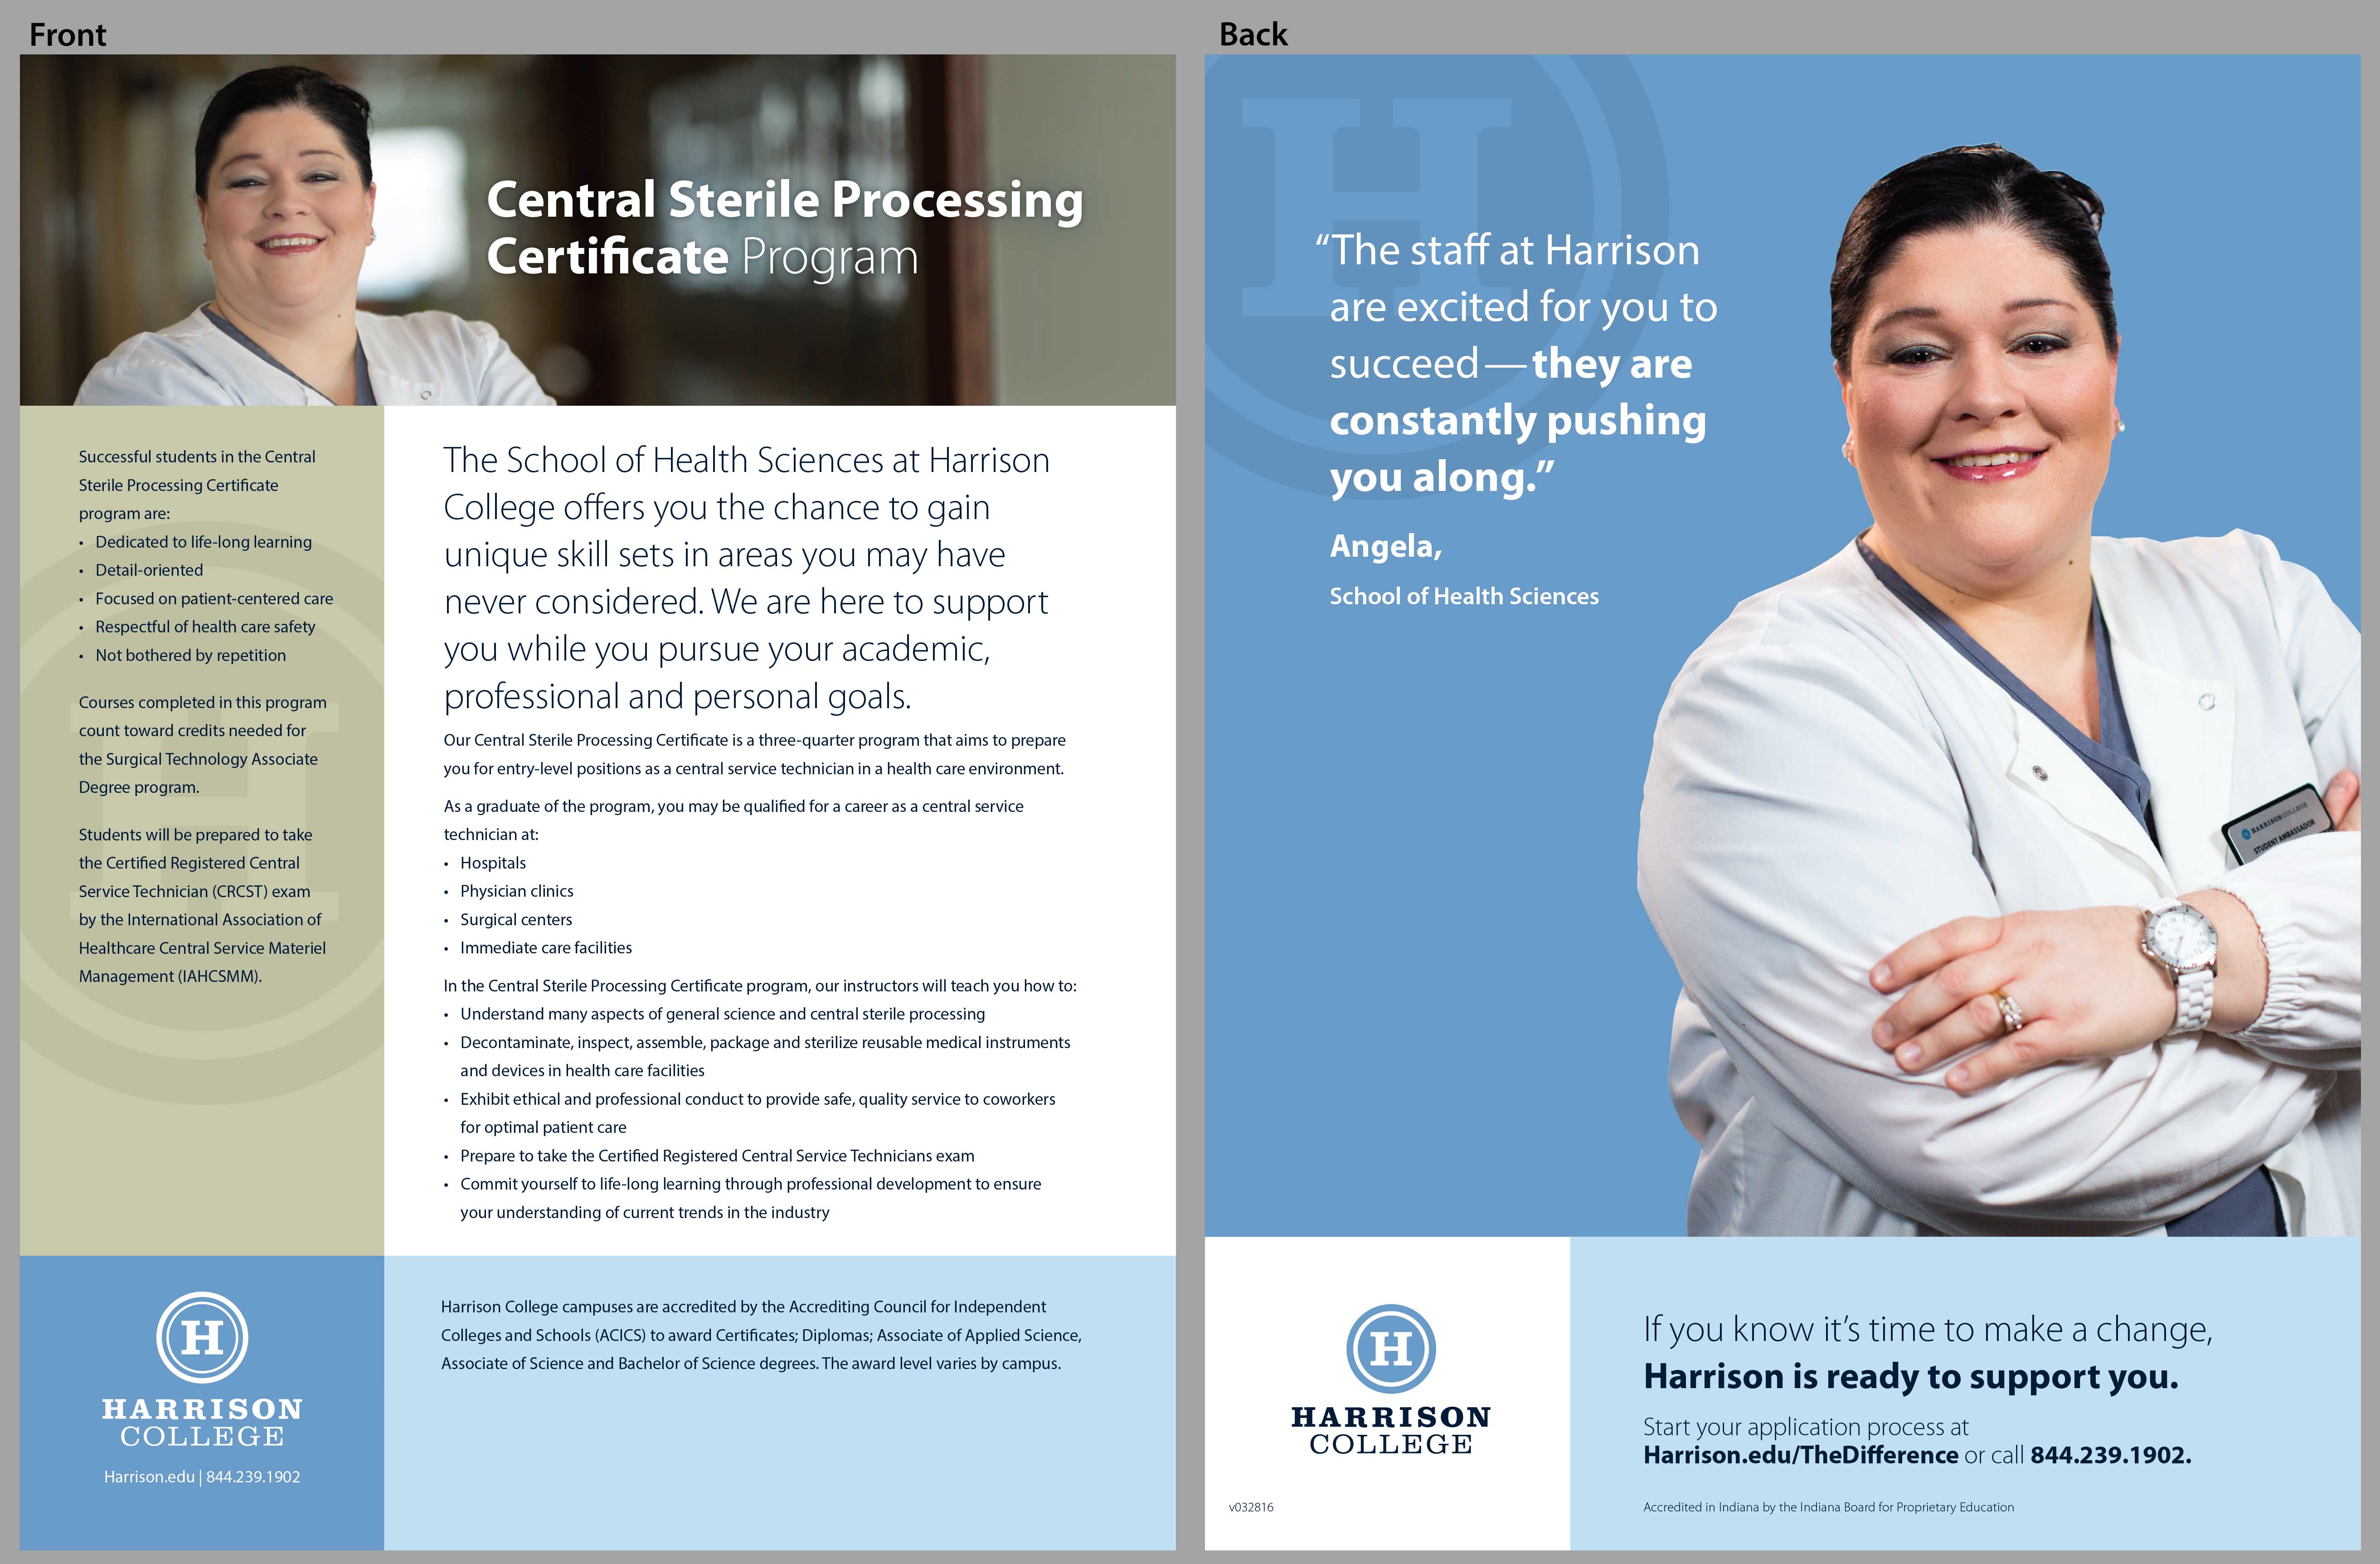 Front
Central Sterile Processing
Certificate Program
Successful students in the Central
Sterile Processing Certificate
program are:
• Dedicated to life-long learning
• Detail-oriented
• Focused on patient-centered care
• Respectful of health care safety
• Not bothered by repetition
Courses completed in this program
count toward credits needed for
the Surgical Technology Associate
Degree program.
Students will be prepared to take
the Certified Registered Central
Service Technician (CRCST) exam
by the International Association of
Healthcare Central Service Materiel
Management (IAHCSMM).
The School of Health Sciences at Harrison
College offers you the chance to gain
unique skill sets in areas you may have
never considered. We are here to support
you while you pursue your academic,
professional and personal goals.
Our Central Sterile Processing Certificate is a three-quarter program that aims to prepare
you for entry-level positions as a central service technician in a health care environment.
As a graduate of the program, you may be qualified for a career as a central service
technician at:
• Hospitals
• Physician clinics
• Surgical centers
• Immediate care facilities
In the Central Sterile Processing Certificate program, our instructors will teach you how to:
• Understand many aspects of general science and central sterile processing
• Decontaminate, inspect, assemble, package and sterilize reusable medical instruments
and devices in health care facilities
• Exhibit ethical and professional conduct to provide safe, quality service to coworkers
for optimal patient care
• Prepare to take the Certified Registered Central Service Technicians exam
• Commit yourself to life-long learning through professional development to ensure
your understanding of current trends in the industry
H
HARRISON
COLLEGE
Harrison.edu | 844.239.1902
Harrison College campuses are accredited by the Accrediting Council for Independent
Colleges and Schools (ACICS) to award Certificates; Diplomas; Associate of Applied Science,
Associate of Science and Bachelor of Science degrees. The award level varies by campus.
Back
H
“The staff at Harrison
are excited for you to
succeed — they are
constantly pushing
you along.”
Angela,
School of Health Sciences
HARRISON COLLEGE
STUDENT AMBASSADOR
H
HARRISON
COLLEGE
v032816
If you know it’s time to make a change,
Harrison is ready to support you.
Start your application process at
Harrison.edu/TheDifference or call 844.239.1902.
Accredited in Indiana by the Indiana Board for Proprietary Education